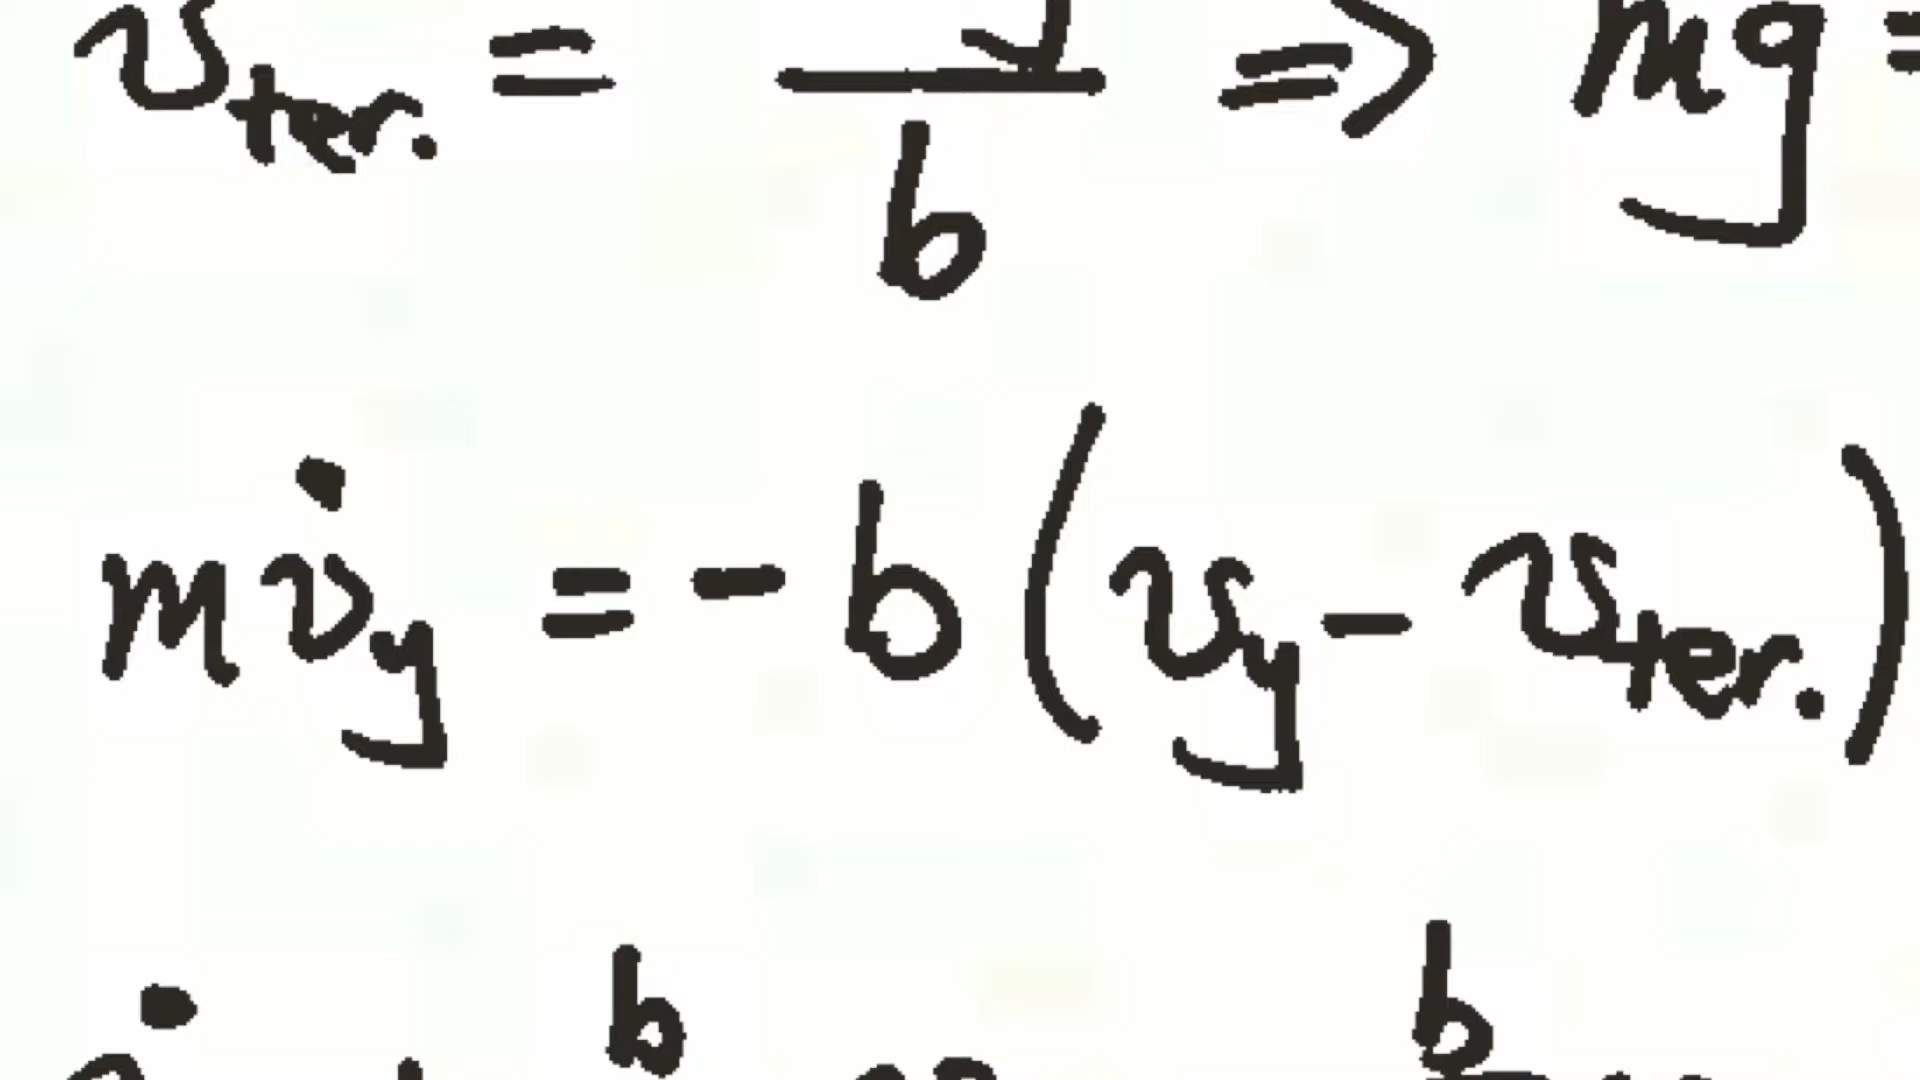 v_ter. = / b ⇒ mg =
m v̇_y = - b ( v_y - v_ter. )
b b